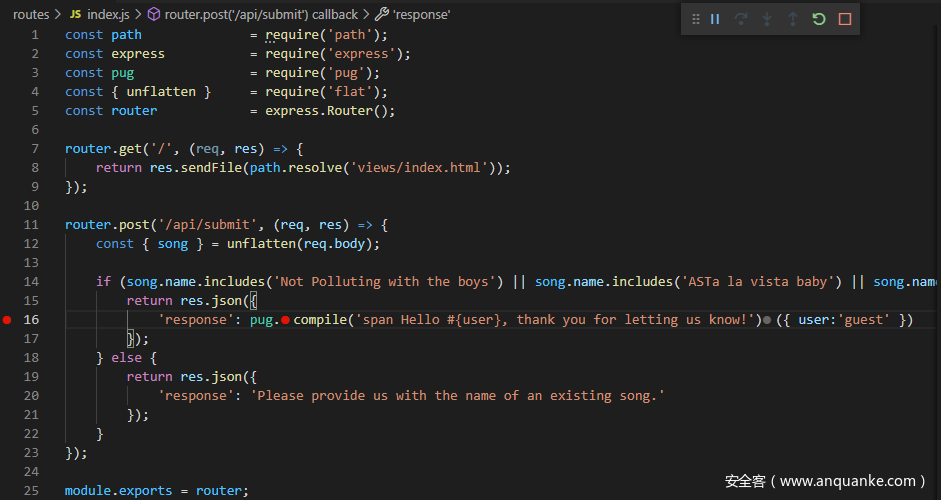 routes > JS index.js > router.post('/api/submit') callback > 'response'
1 const path = require('path');
2 const express = require('express');
3 const pug = require('pug');
4 const { unflatten } = require('flat');
5 const router = express.Router();
6
7 router.get('/', (req, res) => {
8 return res.sendFile(path.resolve('views/index.html'));
9 });
10
11 router.post('/api/submit', (req, res) => {
12 const { song } = unflatten(req.body);
13
14 if (song.name.includes('Not Polluting with the boys') || song.name.includes('ASTa la vista baby') || song.name
15 return res.json({
16 'response': pug.compile('span Hello #{user}, thank you for letting us know!')({ user:'guest' })
17 });
18 } else {
19 return res.json({
20 'response': 'Please provide us with the name of an existing song.'
21 });
22 }
23 });
24
25 module.exports = router;
安全客（www.anquanke.com）